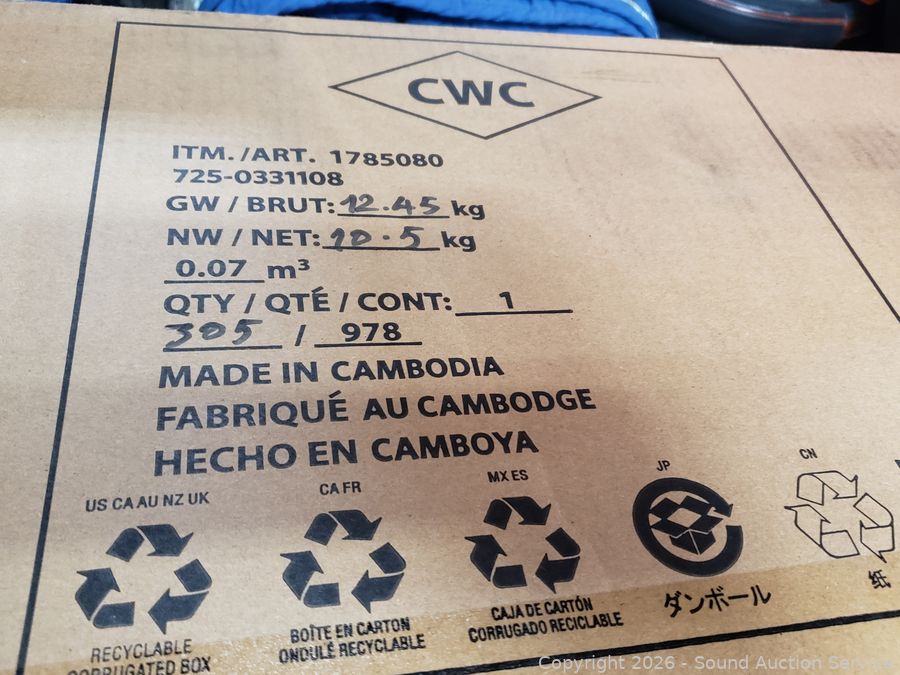 CWC
ITM. /ART. 1785080
725-0331108
GW / BRUT: 12.45 kg
NW / NET: 10.5 kg
0.07 m³
QTY / QTÉ / CONT: 1
305 / 978
MADE IN CAMBODIA
FABRIQUÉ AU CAMBODGE
HECHO EN CAMBOYA
US CA AU NZ UK
CA FR
MX ES
JP
CN
RECYCLABLE
CORRUGATED BOX
BOÎTE EN CARTON
ONDULÉ RECYCLABLE
CAJA DE CARTÓN
CORRUGADO RECICLABLE
ダンボール
纸
Copyright 2026 - Sound Auction Service